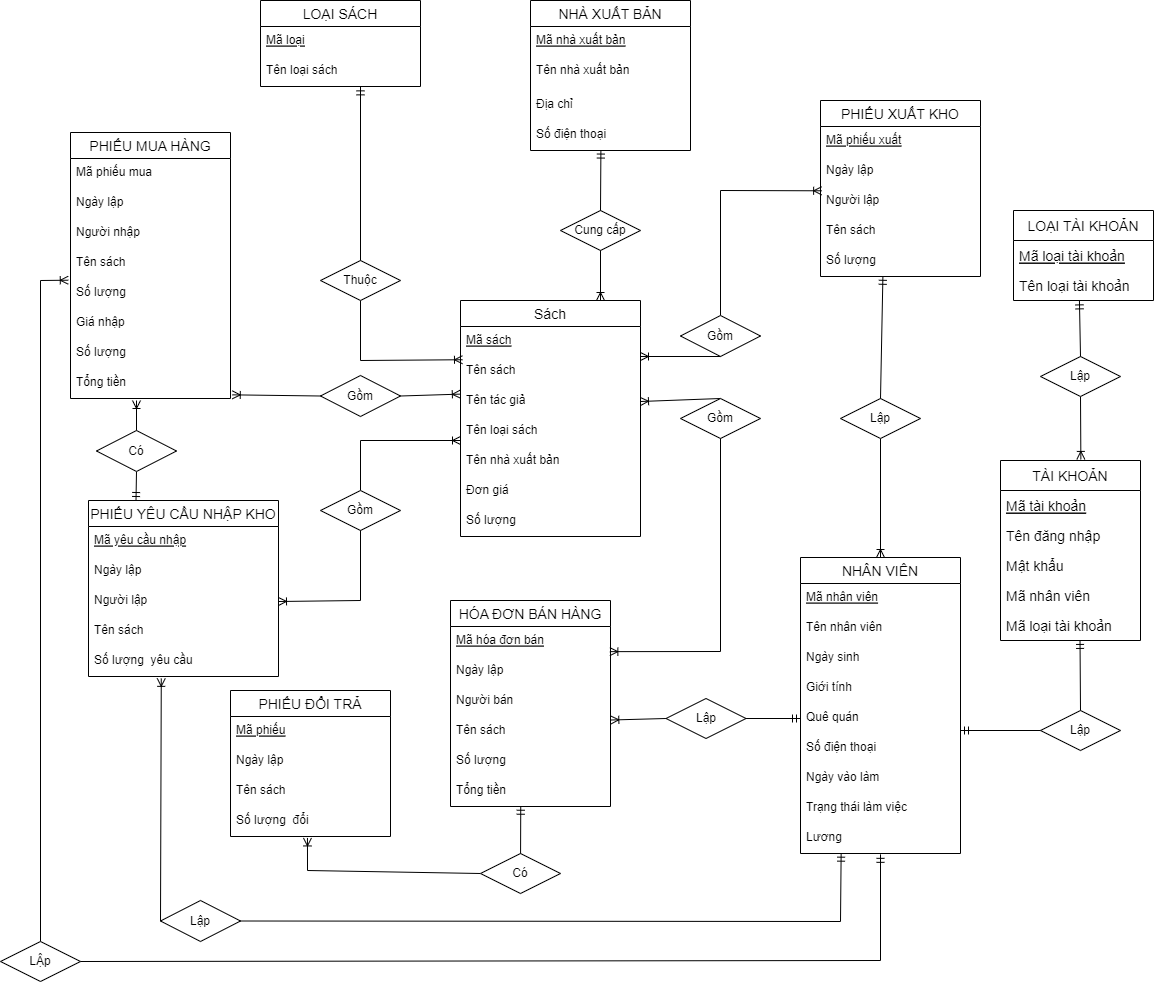 LOẠI SÁCH
Mã loại
Tên loại sách
NHÀ XUẤT BẢN
Mã nhà xuất bản
Tên nhà xuất bản
Địa chỉ
Số điện thoại
PHIẾU XUẤT KHO
Mã phiếu xuất
Ngày lập
Người lập
Tên sách
Số lượng
PHIẾU MUA HÀNG
Mã phiếu mua
Ngày lập
Người nhập
Tên sách
Số lượng
Giá nhập
Số lượng
Tổng tiền
LOẠI TÀI KHOẢN
Mã loại tài khoản
Tên loại tài khoản
Cung cấp
Thuộc
Sách
Mã sách
Tên sách
Tên tác giả
Tên loại sách
Tên nhà xuất bản
Đơn giá
Số lượng
Gồm
Gồm
Gồm
Gồm
Lập
Lập
Có
PHIẾU YÊU CẦU NHẬP KHO
Mã yêu cầu nhập
Ngày lập
Người lập
Tên sách
Số lượng  yêu cầu
TÀI KHOẢN
Mã tài khoản
Tên đăng nhập
Mật khẩu
Mã nhân viên
Mã loại tài khoản
NHÂN VIÊN
Mã nhân viên
Tên nhân viên
Ngày sinh
Giới tính
Quê quán
Số điện thoại
Ngày vào làm
Trạng thái làm việc
Lương
HÓA ĐƠN BÁN HÀNG
Mã hóa đơn bán
Ngày lập
Người bán
Tên sách
Số lượng
Tổng tiền
PHIẾU ĐỔI TRẢ
Mã phiếu
Ngày lập
Tên sách
Số lượng  đổi
Lập
Lập
Có
Lập
LẬp